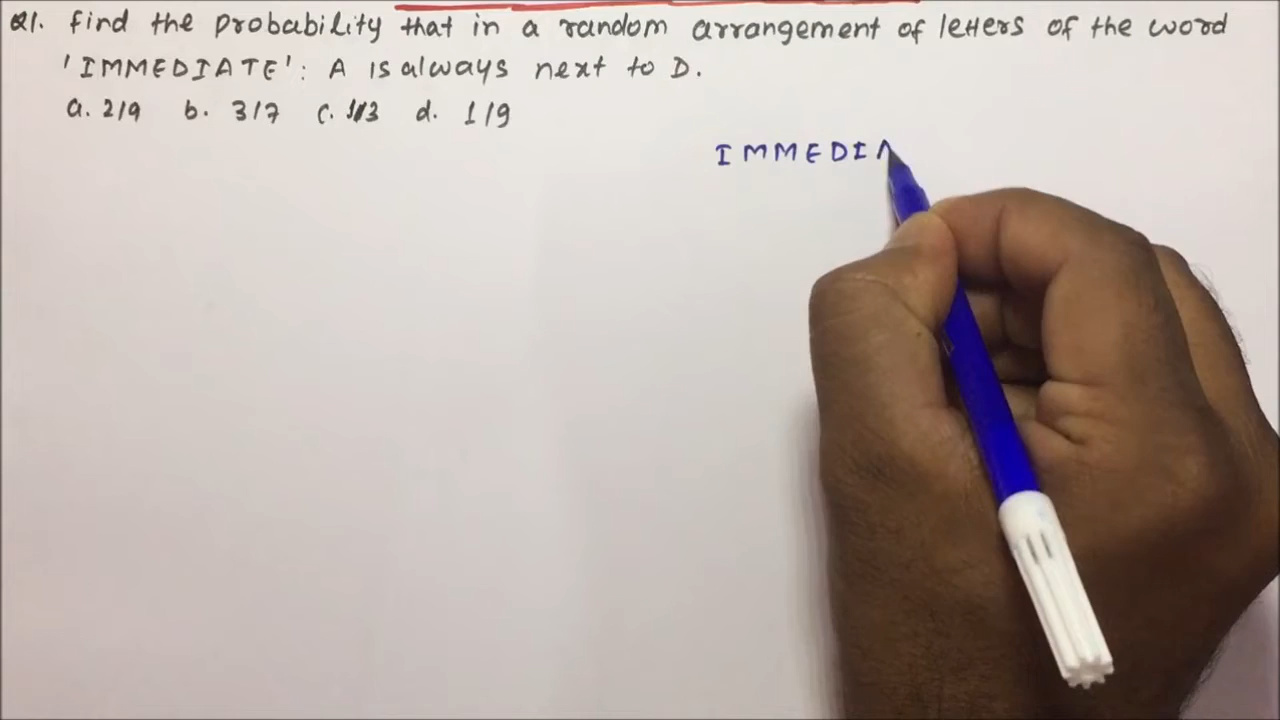 Q1. Find the probability that in a random arrangement of letters of the word
'IMMEDIATE': A is always next to D.
a. 2/9 b. 3/7 c. 1/3 d. 1/9
IMMEDIA